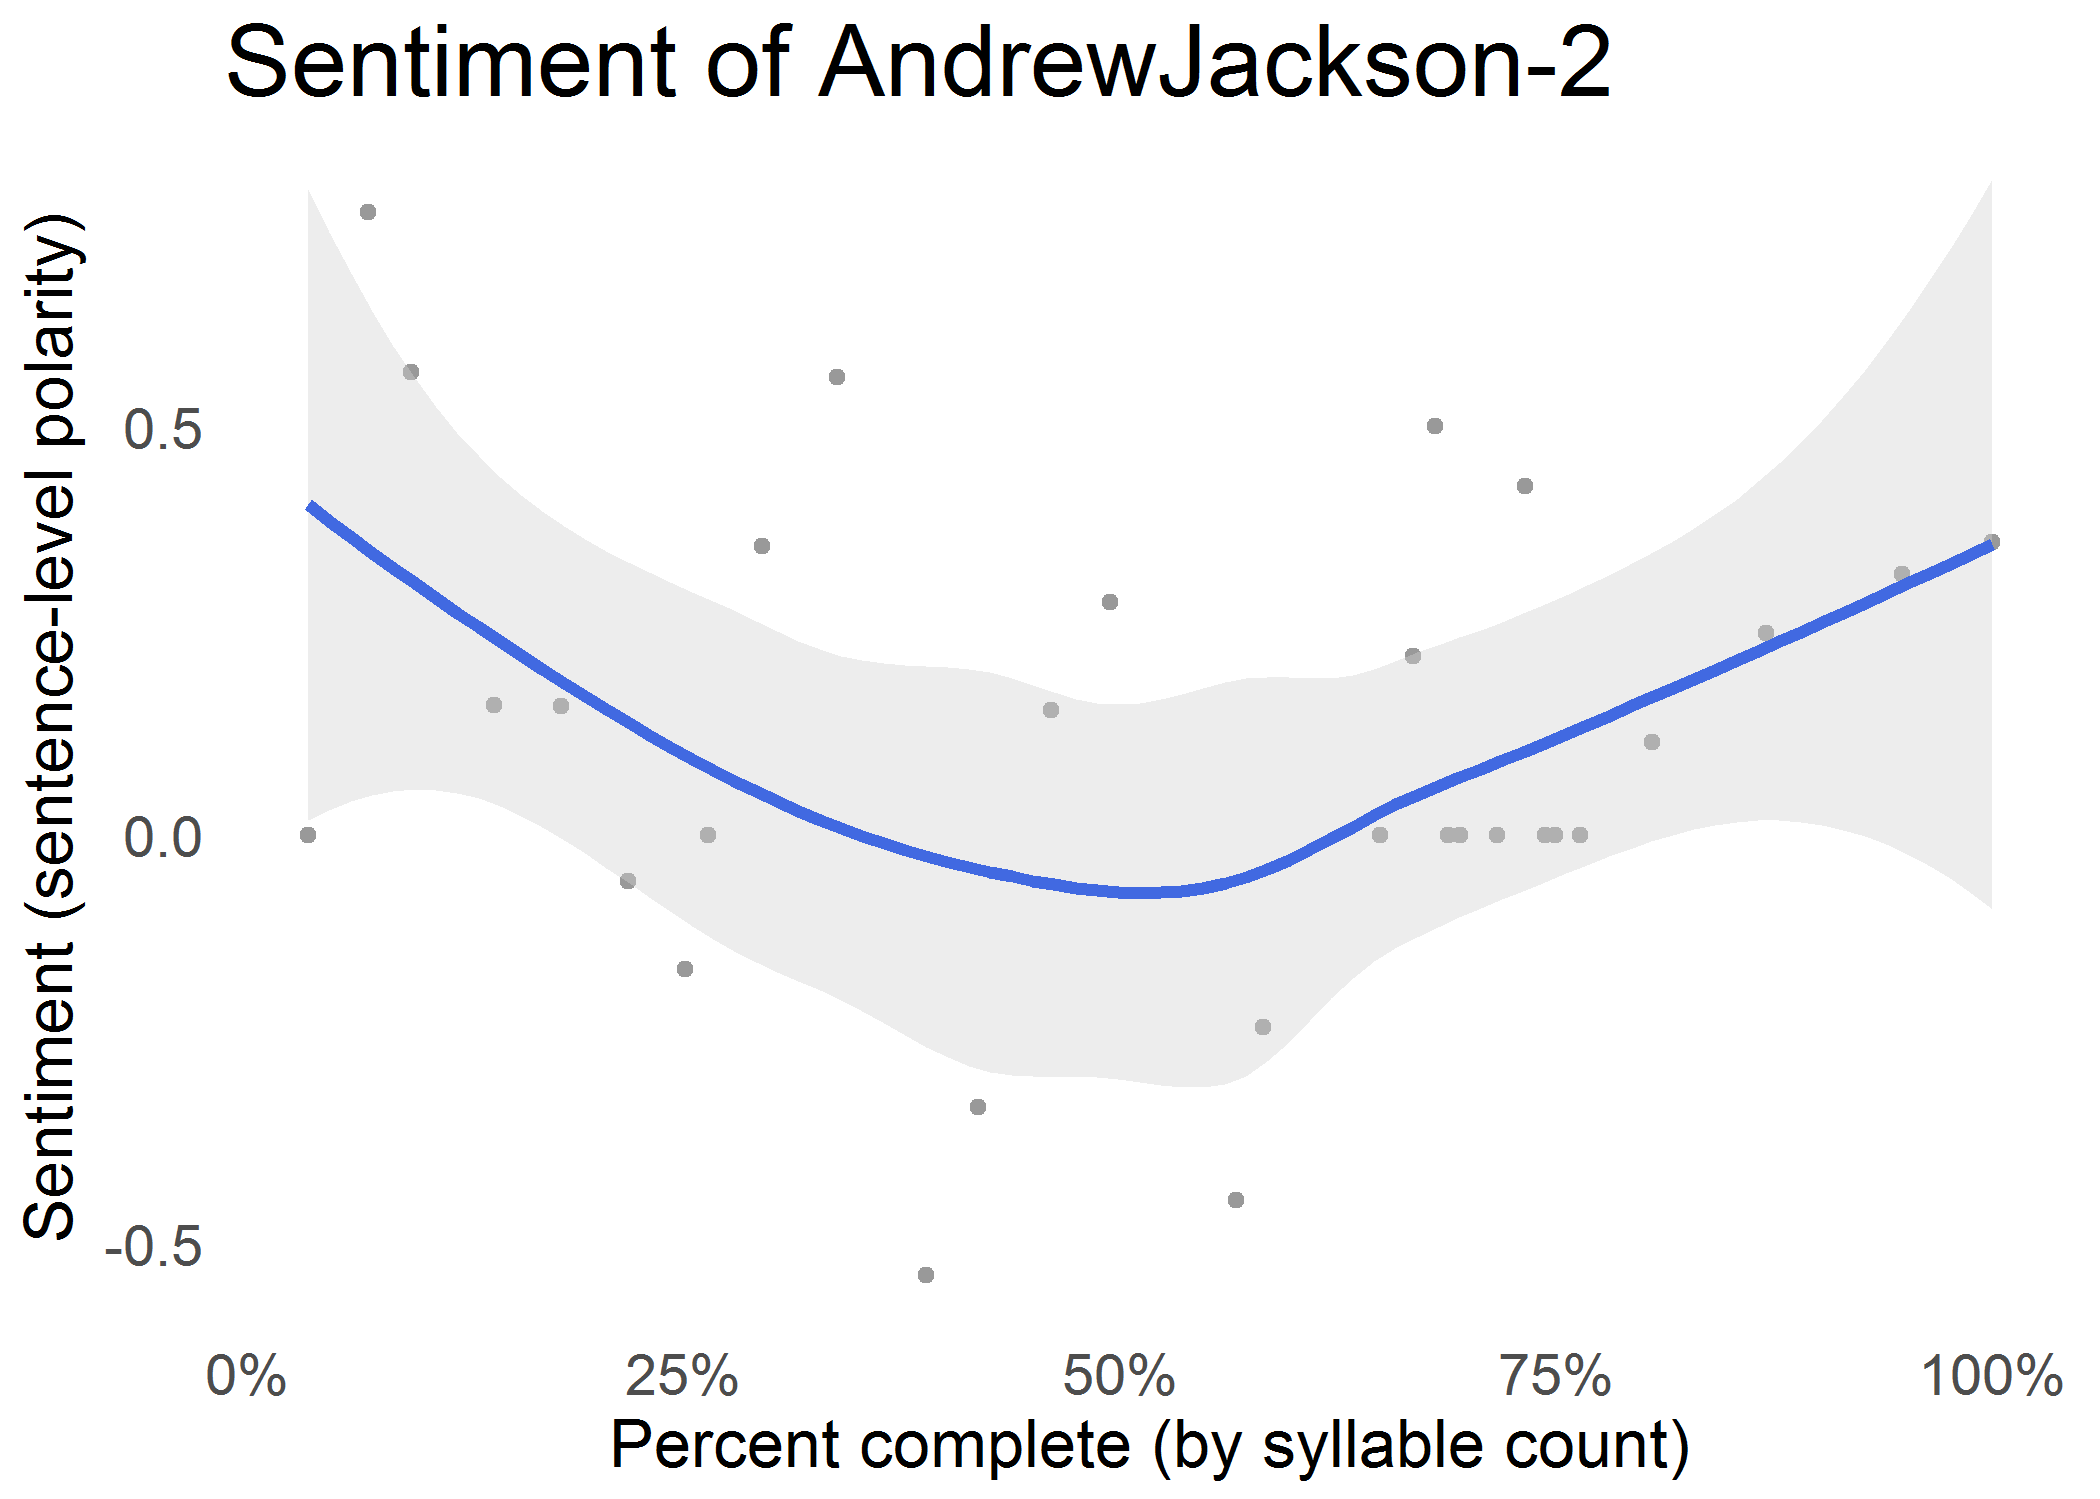 Sentiment of AndrewJackson-2
Sentiment (sentence-level polarity)
0.5
0.0
-0.5
0% 25% 50% 75% 100%
Percent complete (by syllable count)